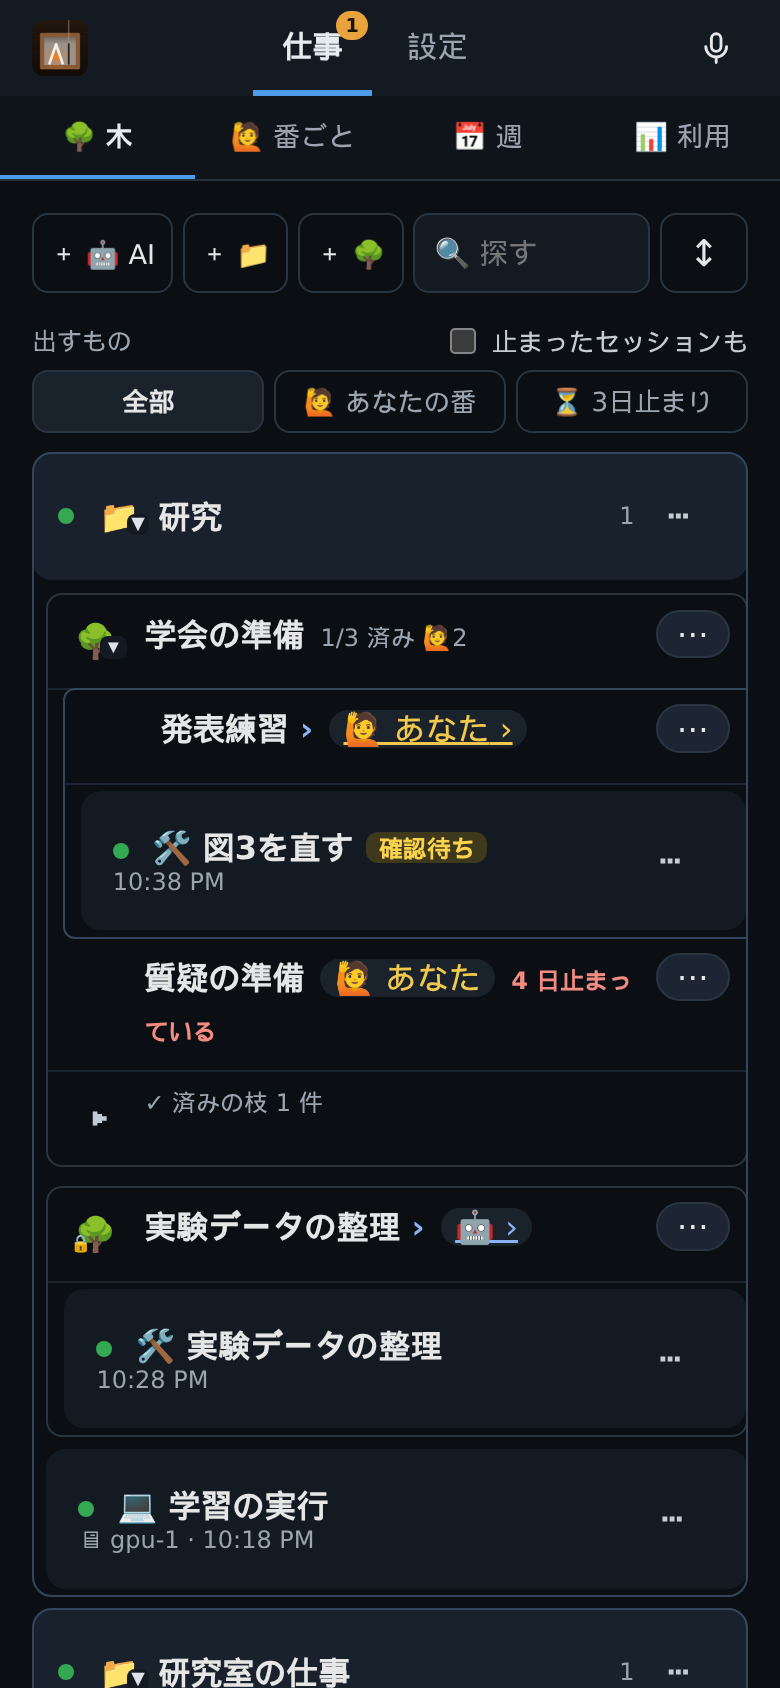 仕事 1 設定
木 番ごと 週 利用
+ AI + + 探す
出すもの 止まったセッションも
全部 あなたの番 3日止まり
研究 1
学会の準備 1/3 済み 2
発表練習 › あなた ›
図3を直す 確認待ち
10:38 PM
質疑の準備 あなた 4 日止まっ
ている
✓ 済みの枝 1 件
実験データの整理 › ›
実験データの整理
10:28 PM
学習の実行
gpu-1 · 10:18 PM
研究室の仕事 1